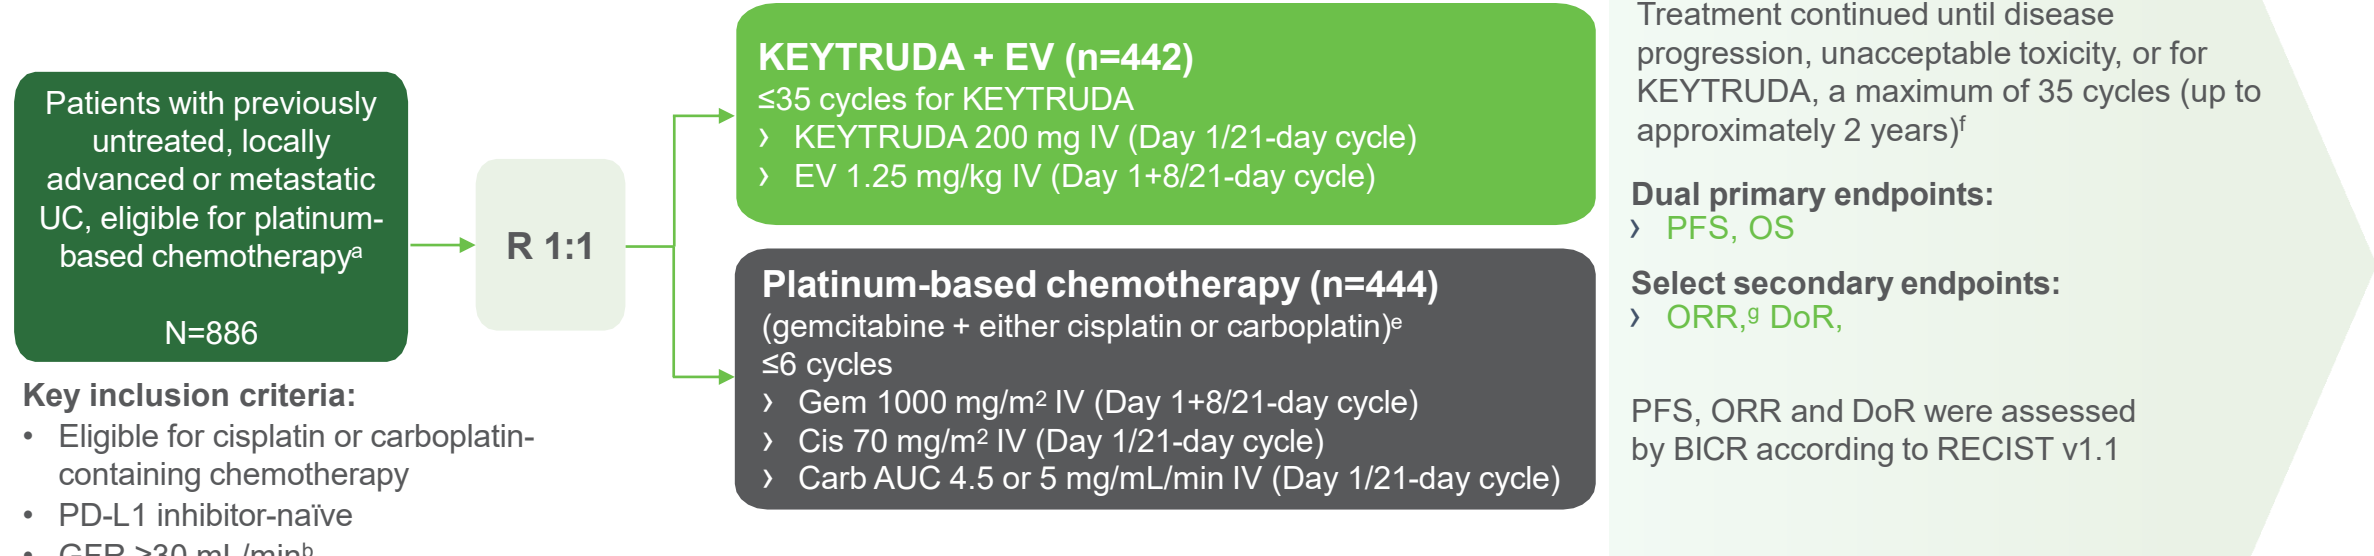 Patients with previously
untreated, locally
advanced or metastatic
UC, eligible for platinum-
based chemotherapyᵃ
N=886
Key inclusion criteria:
• Eligible for cisplatin or carboplatin-
containing chemotherapy
• PD-L1 inhibitor-naïve
• GFR ≥30 mL/minᵇ
R 1:1
KEYTRUDA + EV (n=442)
≤35 cycles for KEYTRUDA
› KEYTRUDA 200 mg IV (Day 1/21-day cycle)
› EV 1.25 mg/kg IV (Day 1+8/21-day cycle)
Platinum-based chemotherapy (n=444)
(gemcitabine + either cisplatin or carboplatin)ᵉ
≤6 cycles
› Gem 1000 mg/m² IV (Day 1+8/21-day cycle)
› Cis 70 mg/m² IV (Day 1/21-day cycle)
› Carb AUC 4.5 or 5 mg/mL/min IV (Day 1/21-day cycle)
Treatment continued until disease
progression, unacceptable toxicity, or for
KEYTRUDA, a maximum of 35 cycles (up to
approximately 2 years)ᶠ
Dual primary endpoints:
› PFS, OS
Select secondary endpoints:
› ORR,ᵍ DoR,
PFS, ORR and DoR were assessed
by BICR according to RECIST v1.1